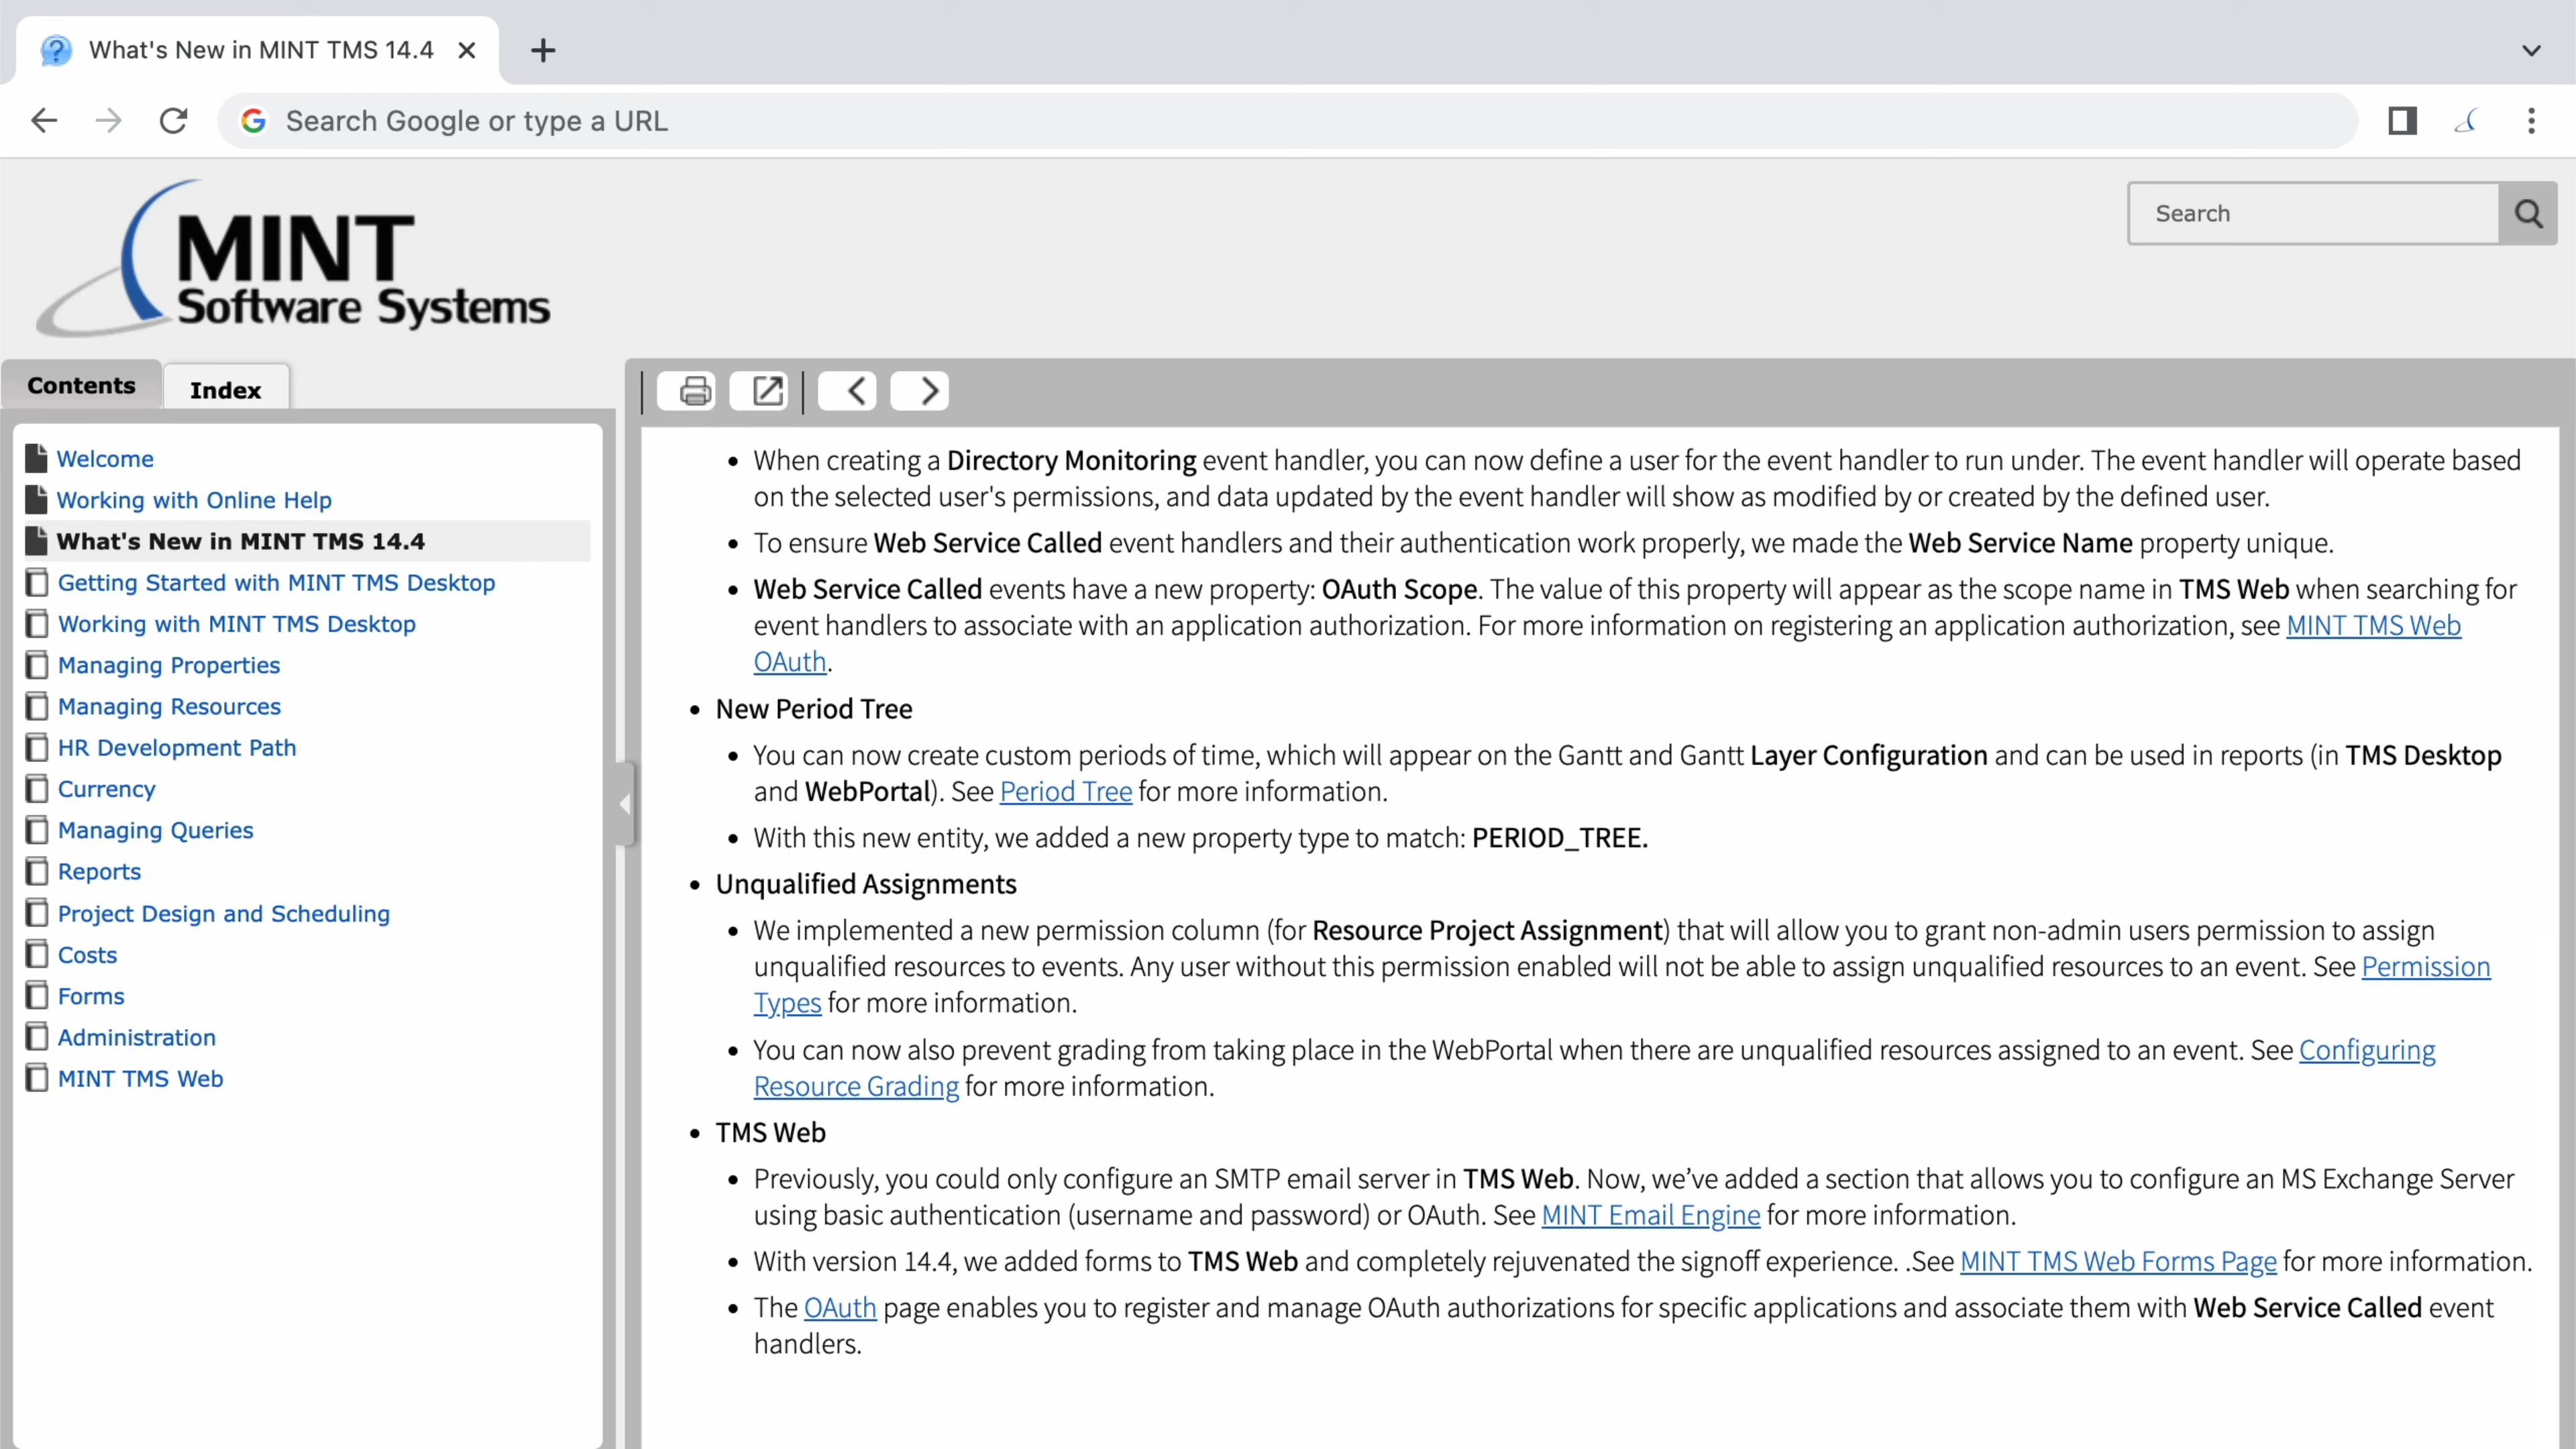 What's New in MINT TMS 14.4
Search Google or type a URL
MINT
Software Systems
Search
Contents
Index
Welcome
Working with Online Help
What's New in MINT TMS 14.4
Getting Started with MINT TMS Desktop
Working with MINT TMS Desktop
Managing Properties
Managing Resources
HR Development Path
Currency
Managing Queries
Reports
Project Design and Scheduling
Costs
Forms
Administration
MINT TMS Web
When creating a Directory Monitoring event handler, you can now define a user for the event handler to run under. The event handler will operate based
on the selected user's permissions, and data updated by the event handler will show as modified by or created by the defined user.
To ensure Web Service Called event handlers and their authentication work properly, we made the Web Service Name property unique.
Web Service Called events have a new property: OAuth Scope. The value of this property will appear as the scope name in TMS Web when searching for
event handlers to associate with an application authorization. For more information on registering an application authorization, see MINT TMS Web
OAuth.
New Period Tree
You can now create custom periods of time, which will appear on the Gantt and Gantt Layer Configuration and can be used in reports (in TMS Desktop
and WebPortal). See Period Tree for more information.
With this new entity, we added a new property type to match: PERIOD_TREE.
Unqualified Assignments
We implemented a new permission column (for Resource Project Assignment) that will allow you to grant non-admin users permission to assign
unqualified resources to events. Any user without this permission enabled will not be able to assign unqualified resources to an event. See Permission
Types for more information.
You can now also prevent grading from taking place in the WebPortal when there are unqualified resources assigned to an event. See Configuring
Resource Grading for more information.
TMS Web
Previously, you could only configure an SMTP email server in TMS Web. Now, we’ve added a section that allows you to configure an MS Exchange Server
using basic authentication (username and password) or OAuth. See MINT Email Engine for more information.
With version 14.4, we added forms to TMS Web and completely rejuvenated the signoff experience. .See MINT TMS Web Forms Page for more information.
The OAuth page enables you to register and manage OAuth authorizations for specific applications and associate them with Web Service Called event
handlers.